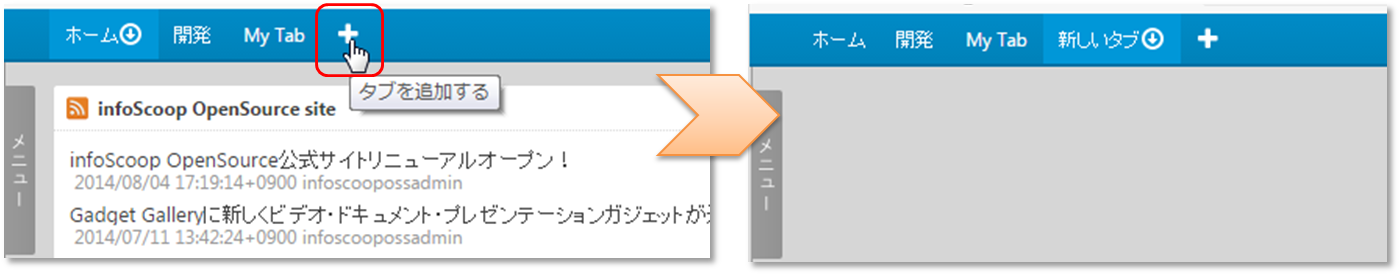 ホーム 開発 My Tab
タブを追加する
メニュー
infoScoop OpenSource site
infoScoop OpenSource公式サイトリニューアルオープン！
2014/08/04 17:19:14+0900 infoscoopossadmin
Gadget Galleryに新しくビデオ・ドキュメント・プレゼンテーションガジェットが
2014/07/11 13:42:24+0900 infoscoopossadmin
ホーム 開発 My Tab 新しいタブ
メニュー